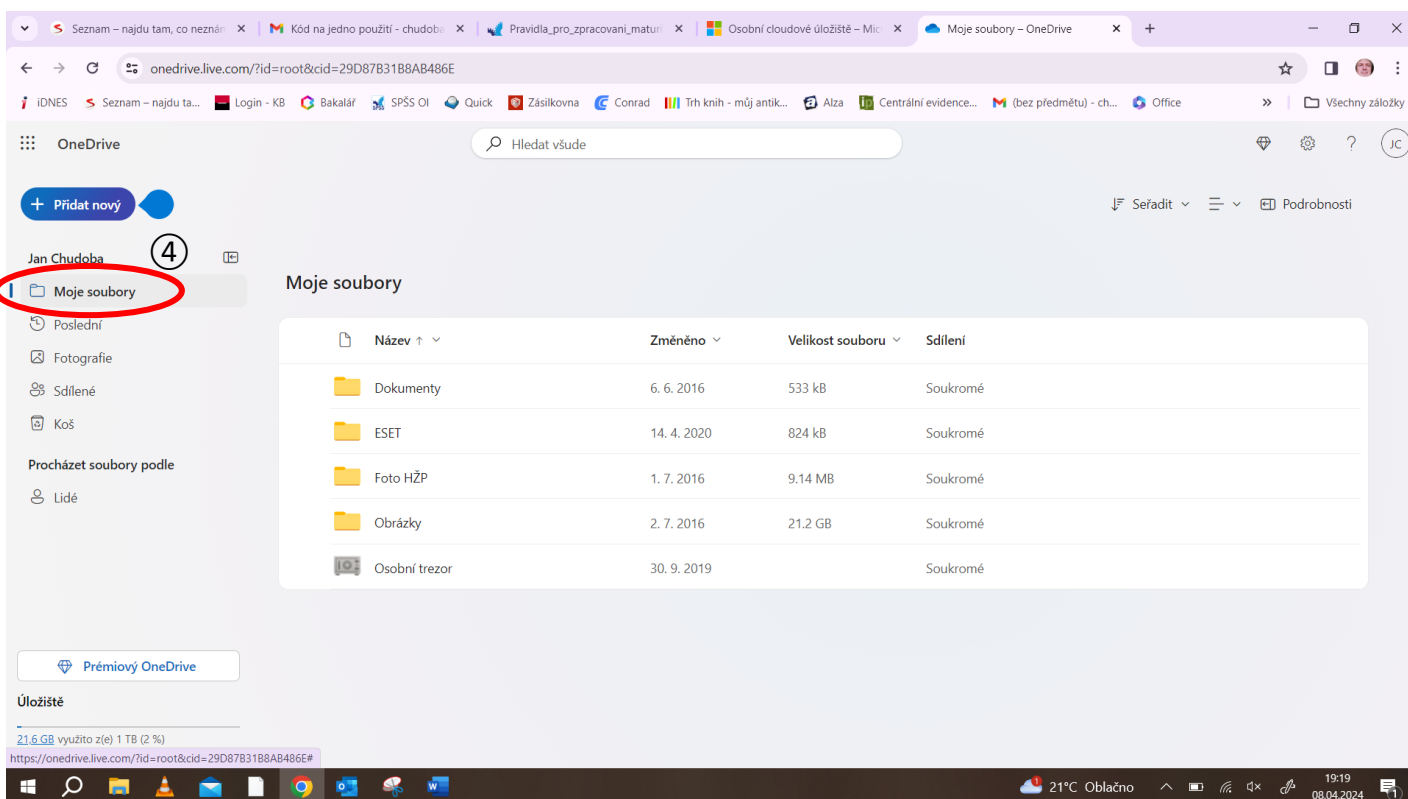 Seznam – najdu tam, co neznám
Kód na jedno použití - chudoba
Pravidla_pro_zpracovani_maturi
Osobní cloudové úložiště – Mic
Moje soubory – OneDrive
onedrive.live.com/?id=root&cid=29D87B31B8AB486E
iDNES
Seznam – najdu ta...
Login - KB
Bakalář
SPŠS Ol
Quick
Zásilkovna
Conrad
Trh knih - můj antik...
Alza
Centrální evidence...
(bez předmětu) - ch...
Office
»
Všechny záložky
OneDrive
Hledat všude
?
JC
+ Přidat nový
Seřadit
Podrobnosti
Jan Chudoba
④
Moje soubory
Poslední
Fotografie
Sdílené
Koš
Procházet soubory podle
Lidé
Moje soubory
Název ↑ Změněno Velikost souboru Sdílení
Dokumenty 6. 6. 2016 533 kB Soukromé
ESET 14. 4. 2020 824 kB Soukromé
Foto HŽP 1. 7. 2016 9.14 MB Soukromé
Obrázky 2. 7. 2016 21.2 GB Soukromé
Osobní trezor 30. 9. 2019 Soukromé
Prémiový OneDrive
Úložiště
21,6 GB využito z(e) 1 TB (2 %)
https://onedrive.live.com/?id=root&cid=29D87B31B8AB486E#
21°C Oblačno
19:19
08.04.2024
1